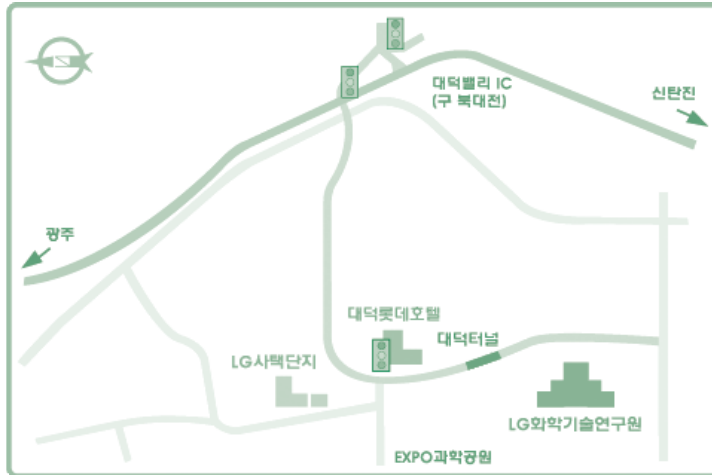 대덕밸리 IC
(구 북대전)
신탄진
광주
대덕롯데호텔
대덕터널
LG사택단지
LG화학기술연구원
EXPO과학공원